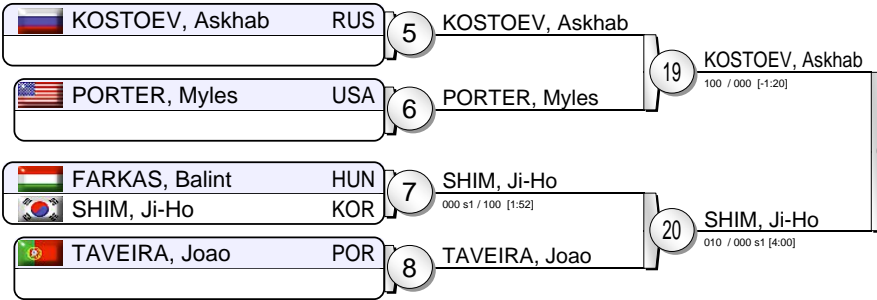 KOSTOEV, Askhab RUS
5
KOSTOEV, Askhab
PORTER, Myles USA
6
PORTER, Myles
19
KOSTOEV, Askhab
100 / 000 [-1:20]
FARKAS, Balint HUN
SHIM, Ji-Ho KOR
7
SHIM, Ji-Ho
000 s1 / 100 [1:52]
TAVEIRA, Joao POR
8
TAVEIRA, Joao
20
SHIM, Ji-Ho
010 / 000 s1 [4:00]